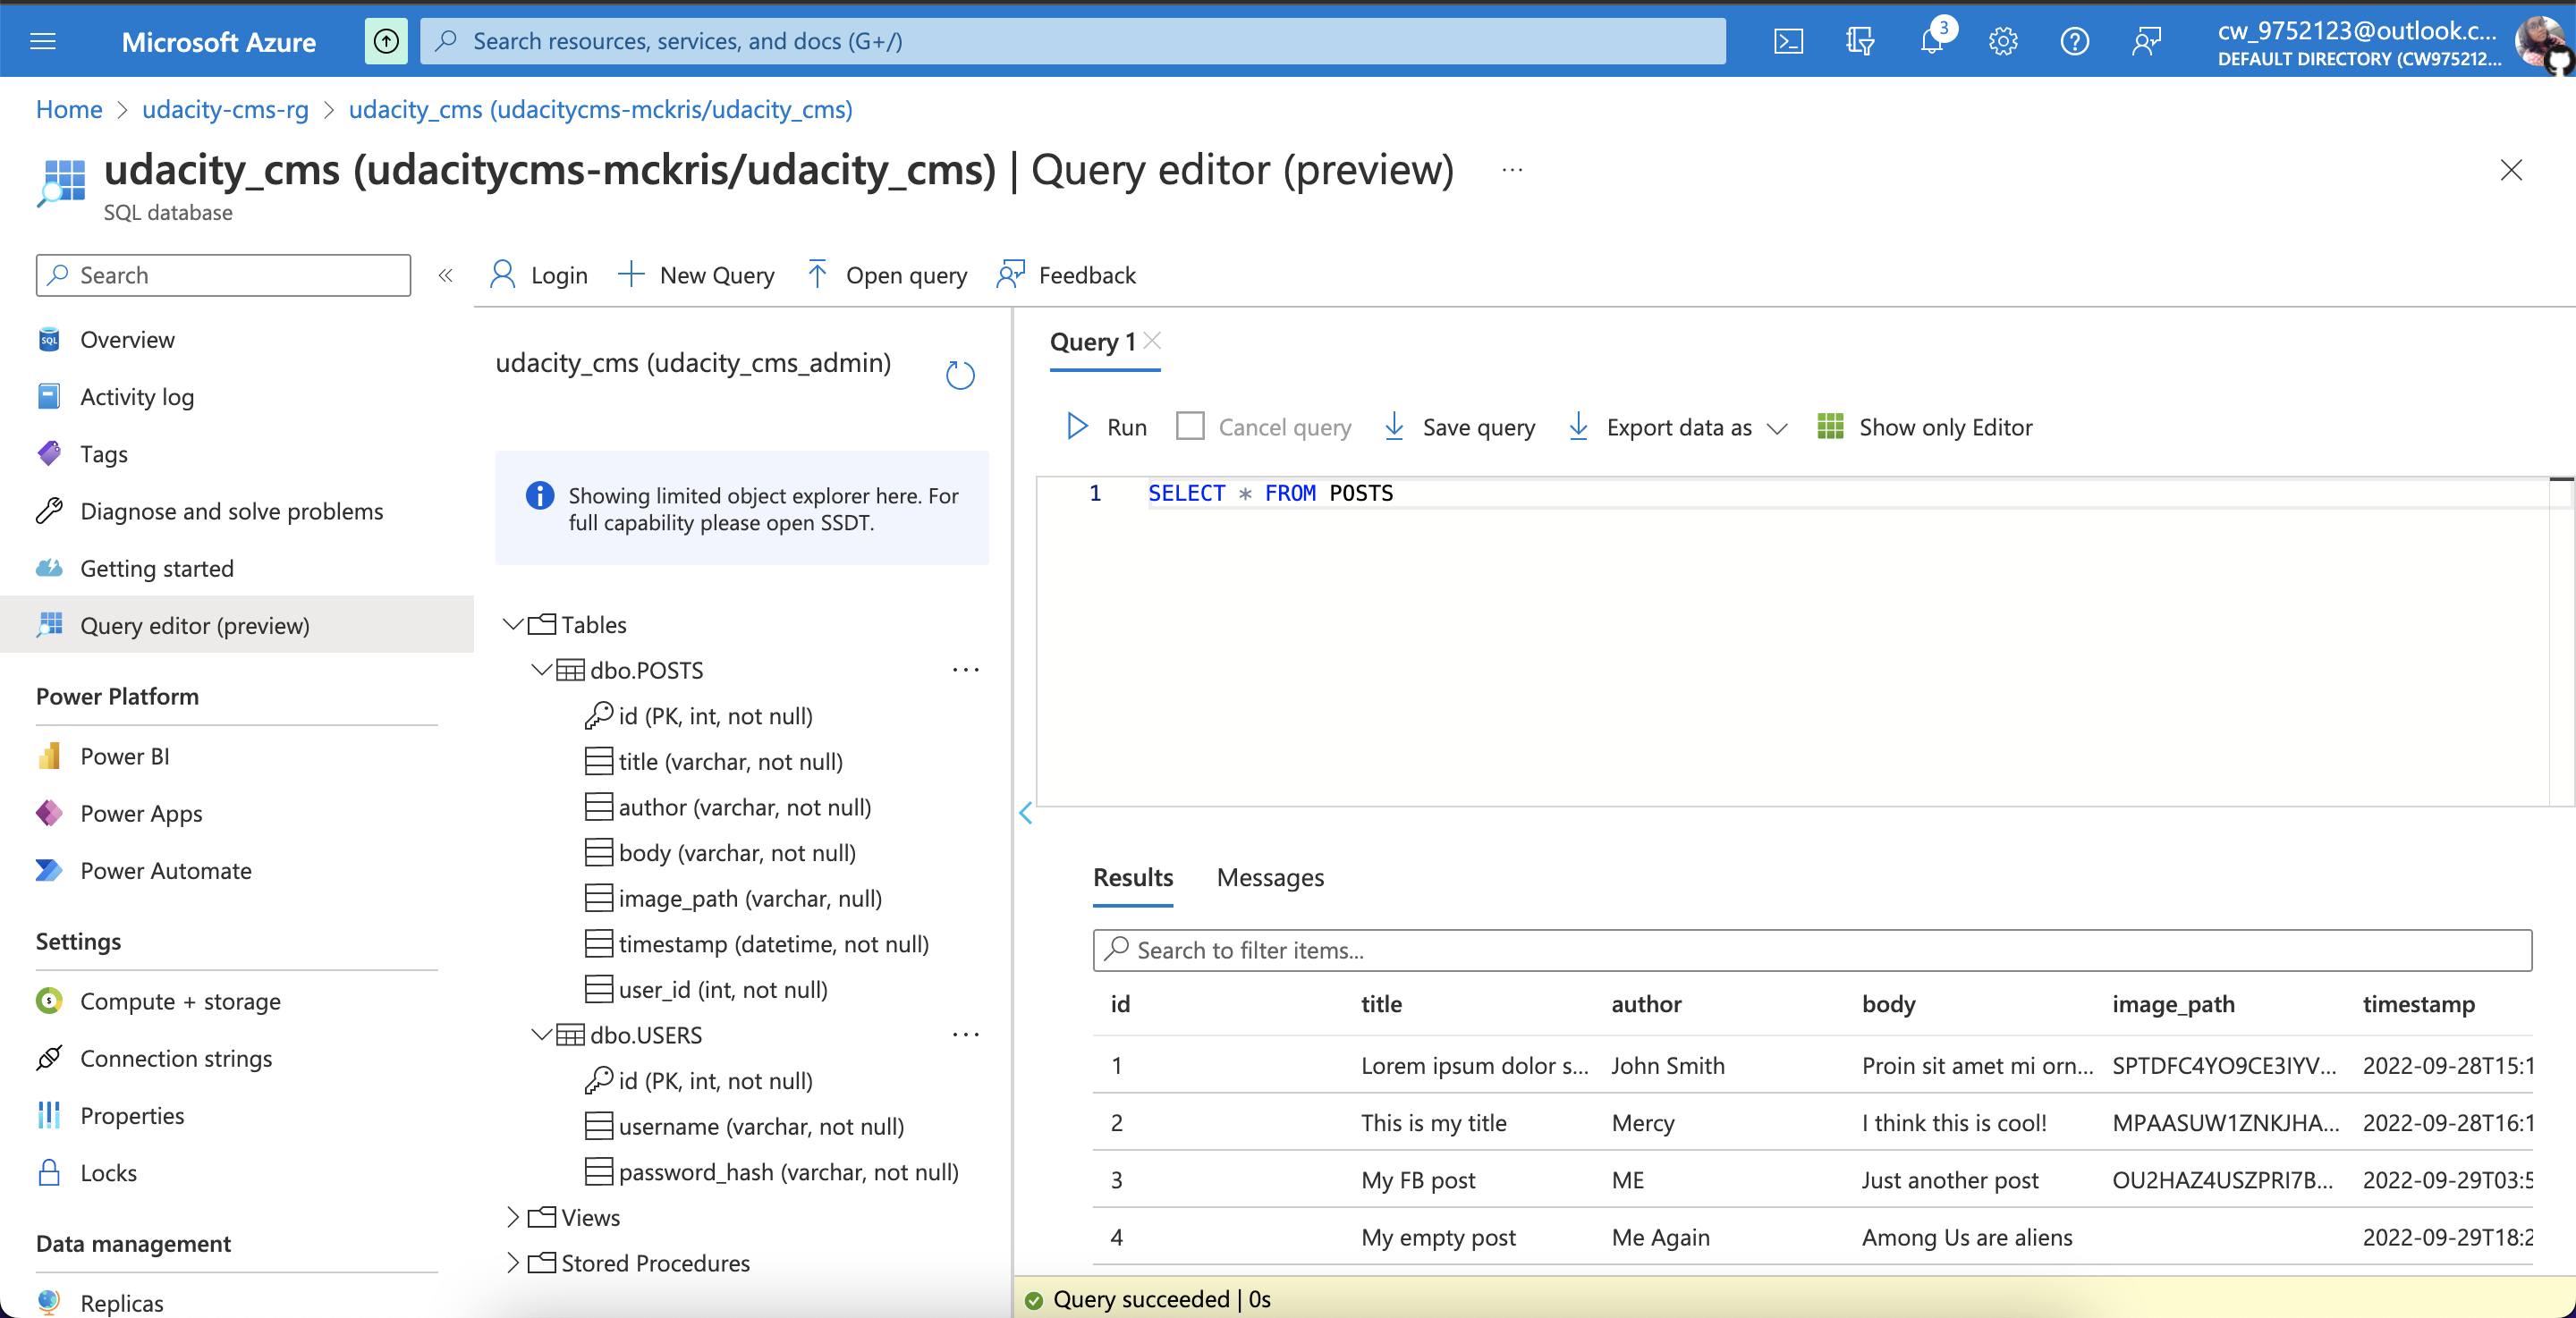 Microsoft Azure
Search resources, services, and docs (G+/)
3
cw_9752123@outlook.c...
DEFAULT DIRECTORY (CW975212...
Home > udacity-cms-rg > udacity_cms (udacitycms-mckris/udacity_cms)
udacity_cms (udacitycms-mckris/udacity_cms) | Query editor (preview) ...
SQL database
Search
«
Overview
Activity log
Tags
Diagnose and solve problems
Getting started
Query editor (preview)
Power Platform
Power BI
Power Apps
Power Automate
Settings
Compute + storage
Connection strings
Properties
Locks
Data management
Replicas
Login
New Query
Open query
Feedback
udacity_cms (udacity_cms_admin)
Showing limited object explorer here. For
full capability please open SSDT.
Tables
dbo.POSTS ...
id (PK, int, not null)
title (varchar, not null)
author (varchar, not null)
body (varchar, not null)
image_path (varchar, null)
timestamp (datetime, not null)
user_id (int, not null)
dbo.USERS ...
id (PK, int, not null)
username (varchar, not null)
password_hash (varchar, not null)
Views
Stored Procedures
Query 1
Run
Cancel query
Save query
Export data as
Show only Editor
1 SELECT * FROM POSTS
Results
Messages
Search to filter items...
id title author body image_path timestamp
1 Lorem ipsum dolor s... John Smith Proin sit amet mi orn... SPTDFC4YO9CE3IYV... 2022-09-28T15:1
2 This is my title Mercy I think this is cool! MPAASUW1ZNKJHA... 2022-09-28T16:1
3 My FB post ME Just another post OU2HAZ4USZPRI7B... 2022-09-29T03:5
4 My empty post Me Again Among Us are aliens 2022-09-29T18:2
Query succeeded | 0s